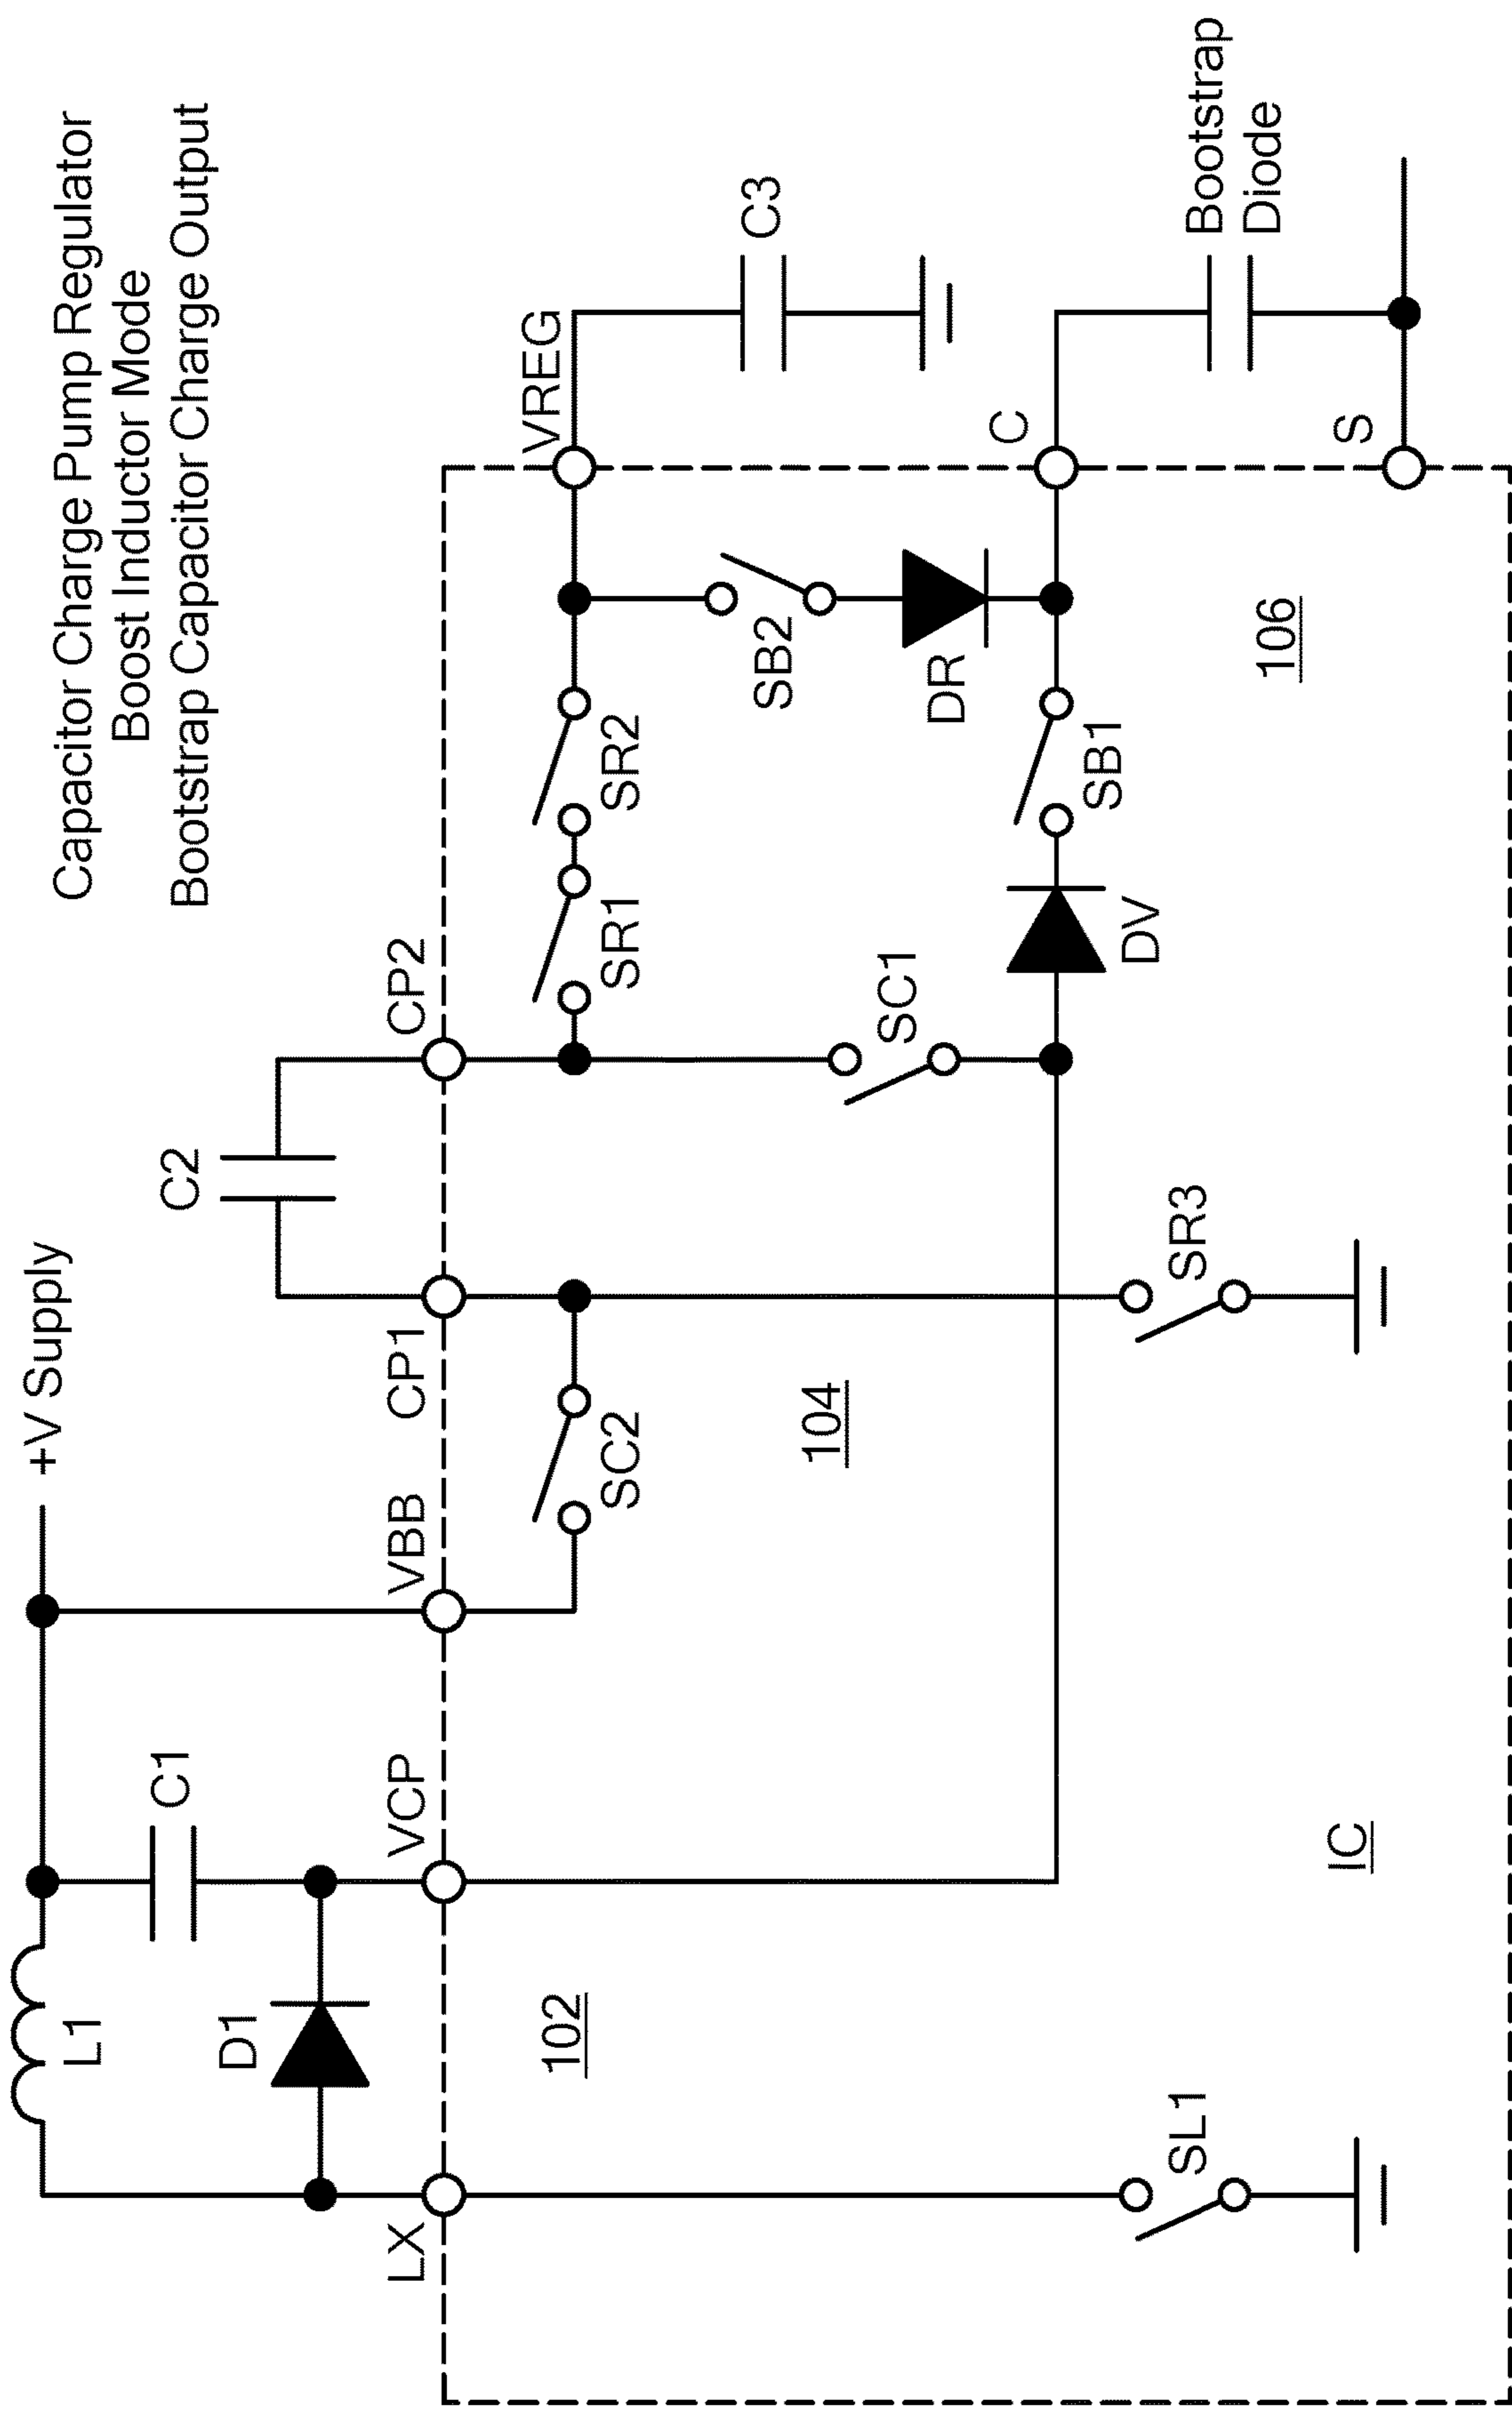 Capacitor Charge Pump Regulator
Boost Inductor Mode
Bootstrap Capacitor Charge Output
+V Supply
L1
C1
C2
D1
LX
VCP
VBB
CP1
CP2
VREG
C3
SC2
SR1
SR2
SB2
102
104
SC1
DR
C
DV
SB1
Bootstrap
Diode
SL1
SR3
106
S
IC